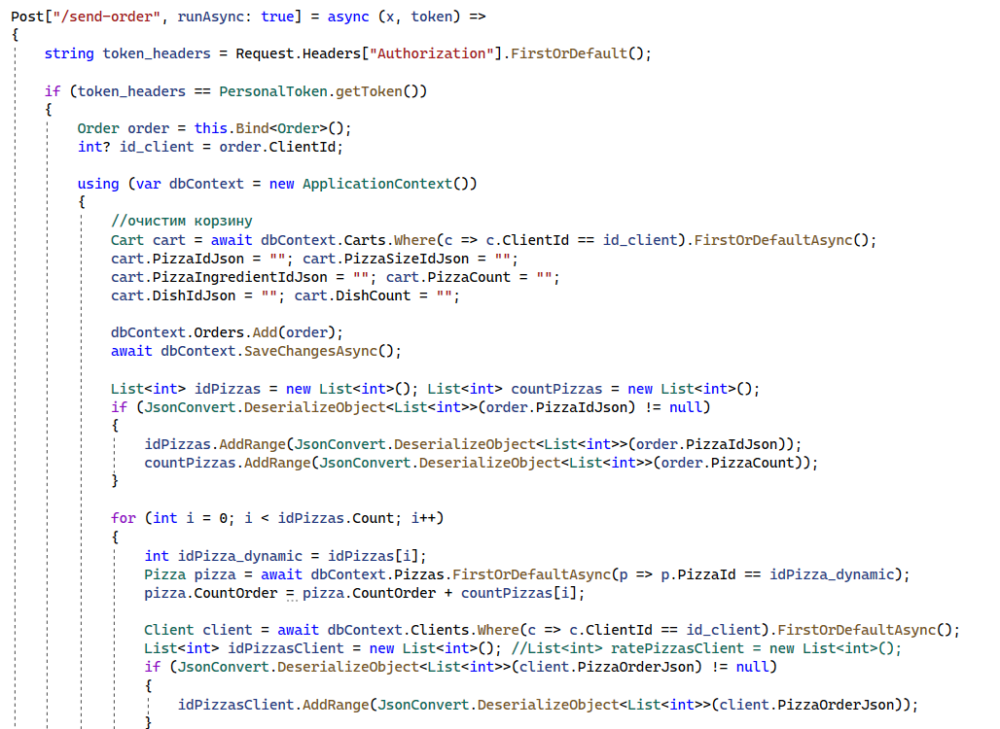 Post["/send-order", runAsync: true] = async (x, token) =>
{
    string token_headers = Request.Headers["Authorization"].FirstOrDefault();

    if (token_headers == PersonalToken.getToken())
    {
        Order order = this.Bind<Order>();
        int? id_client = order.ClientId;

        using (var dbContext = new ApplicationContext())
        {
            //очистим корзину
            Cart cart = await dbContext.Carts.Where(c => c.ClientId == id_client).FirstOrDefaultAsync();
            cart.PizzaIdJson = ""; cart.PizzaSizeIdJson = "";
            cart.PizzaIngredientIdJson = ""; cart.PizzaCount = "";
            cart.DishIdJson = ""; cart.DishCount = "";

            dbContext.Orders.Add(order);
            await dbContext.SaveChangesAsync();

            List<int> idPizzas = new List<int>(); List<int> countPizzas = new List<int>();
            if (JsonConvert.DeserializeObject<List<int>>(order.PizzaIdJson) != null)
            {
                idPizzas.AddRange(JsonConvert.DeserializeObject<List<int>>(order.PizzaIdJson));
                countPizzas.AddRange(JsonConvert.DeserializeObject<List<int>>(order.PizzaCount));
            }

            for (int i = 0; i < idPizzas.Count; i++)
            {
                int idPizza_dynamic = idPizzas[i];
                Pizza pizza = await dbContext.Pizzas.FirstOrDefaultAsync(p => p.PizzaId == idPizza_dynamic);
                pizza.CountOrder = pizza.CountOrder + countPizzas[i];

                Client client = await dbContext.Clients.Where(c => c.ClientId == id_client).FirstOrDefaultAsync();
                List<int> idPizzasClient = new List<int>(); //List<int> ratePizzasClient = new List<int>();
                if (JsonConvert.DeserializeObject<List<int>>(client.PizzaOrderJson) != null)
                {
                    idPizzasClient.AddRange(JsonConvert.DeserializeObject<List<int>>(client.PizzaOrderJson));
                }